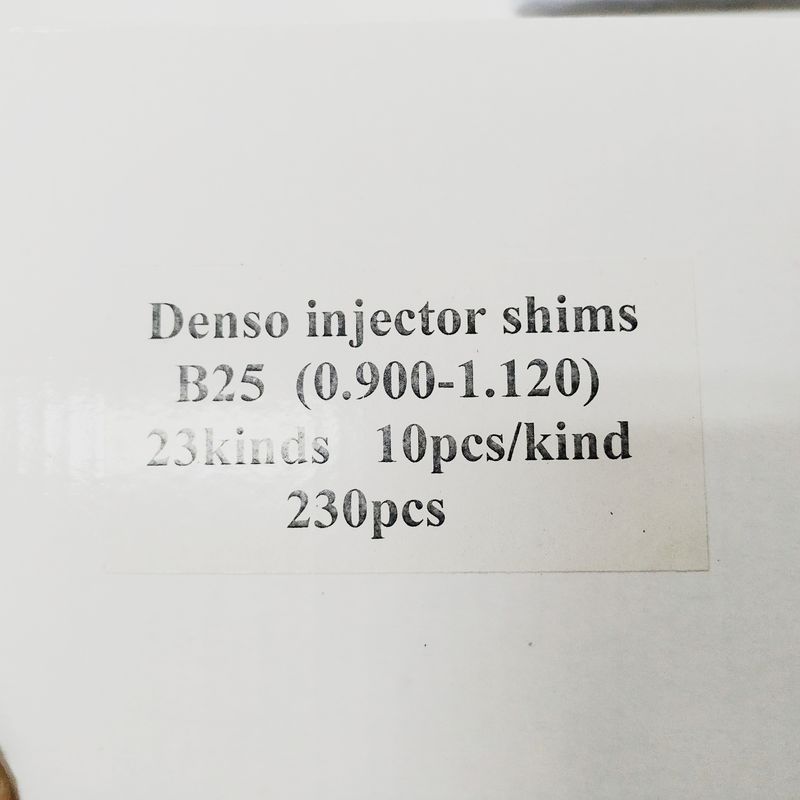 Denso injector shims
B25 (0.900-1.120)
23kinds 10pcs/kind
230pcs